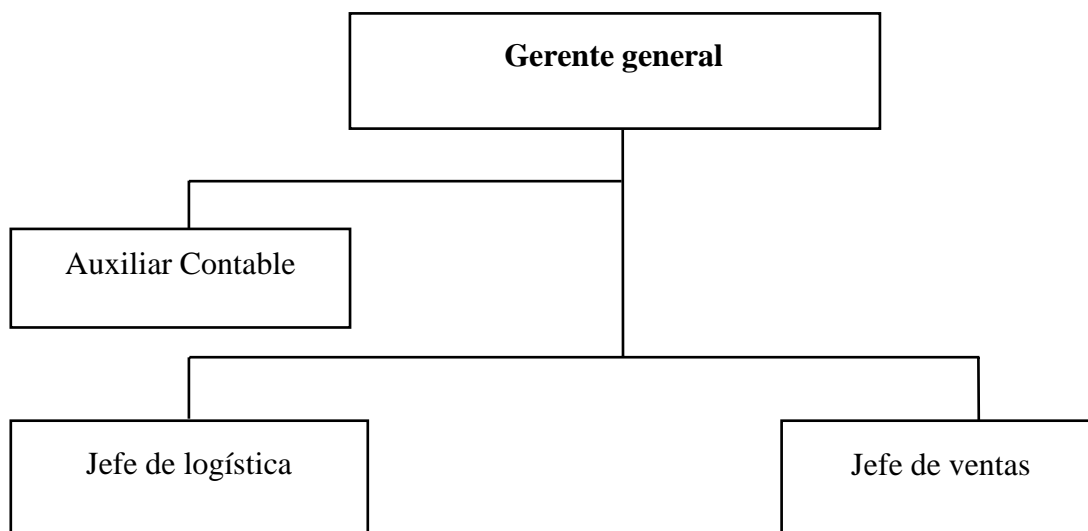 Gerente general
Auxiliar Contable
Jefe de logística
Jefe de ventas